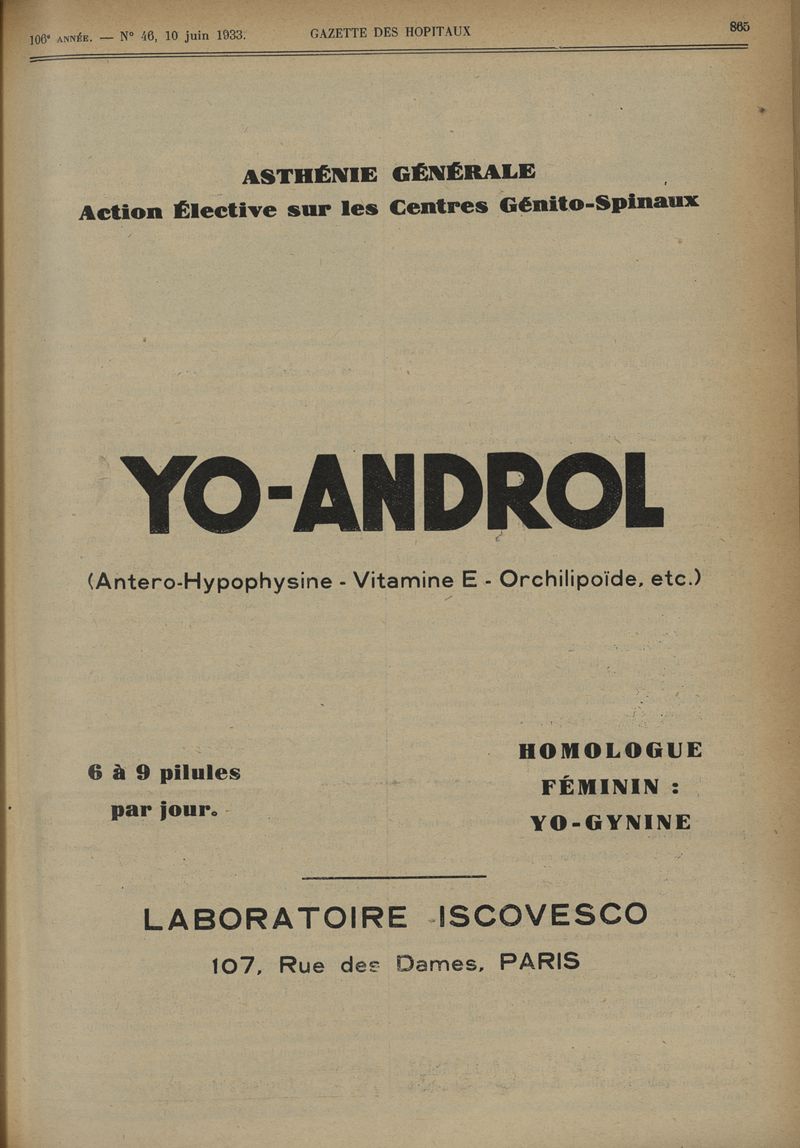 106e ANNÉE. — N° 46, 10 juin 1933. GAZETTE DES HOPITAUX 865
ASTHÉNIE GÉNÉRALE
Action Élective sur les Centres Génito-Spinaux
YO-ANDROL
(Antero-Hypophysine - Vitamine E - Orchilipoïde, etc.)
6 à 9 pilules
par jour.
HOMOLOGUE
FÉMININ :
YO-GYNINE
LABORATOIRE ISCOVESCO
107, Rue des Dames, PARIS